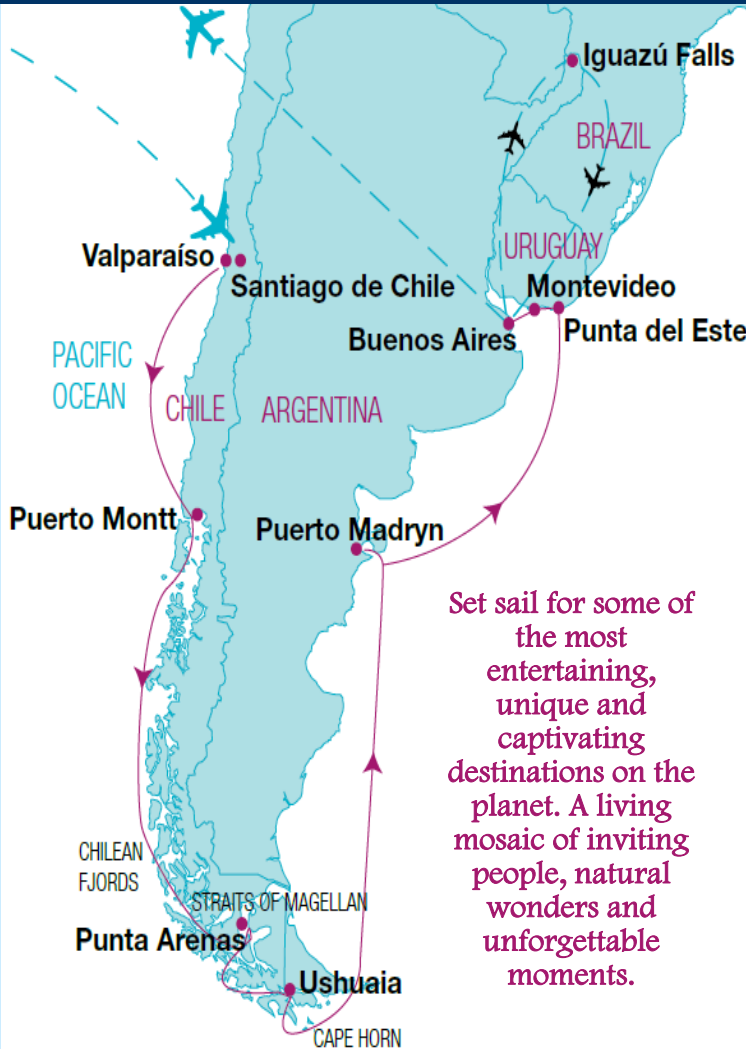 Iguazú Falls
BRAZIL
URUGUAY
Valparaíso
Santiago de Chile
Montevideo
Buenos Aires
Punta del Este
PACIFIC
OCEAN
CHILE
ARGENTINA
Puerto Montt
Puerto Madryn
Set sail for some of
the most
entertaining,
unique and
captivating
destinations on the
planet. A living
mosaic of inviting
people, natural
wonders and
unforgettable
moments.
CHILEAN
FJORDS
STRAITS OF MAGELLAN
Punta Arenas
Ushuaia
CAPE HORN